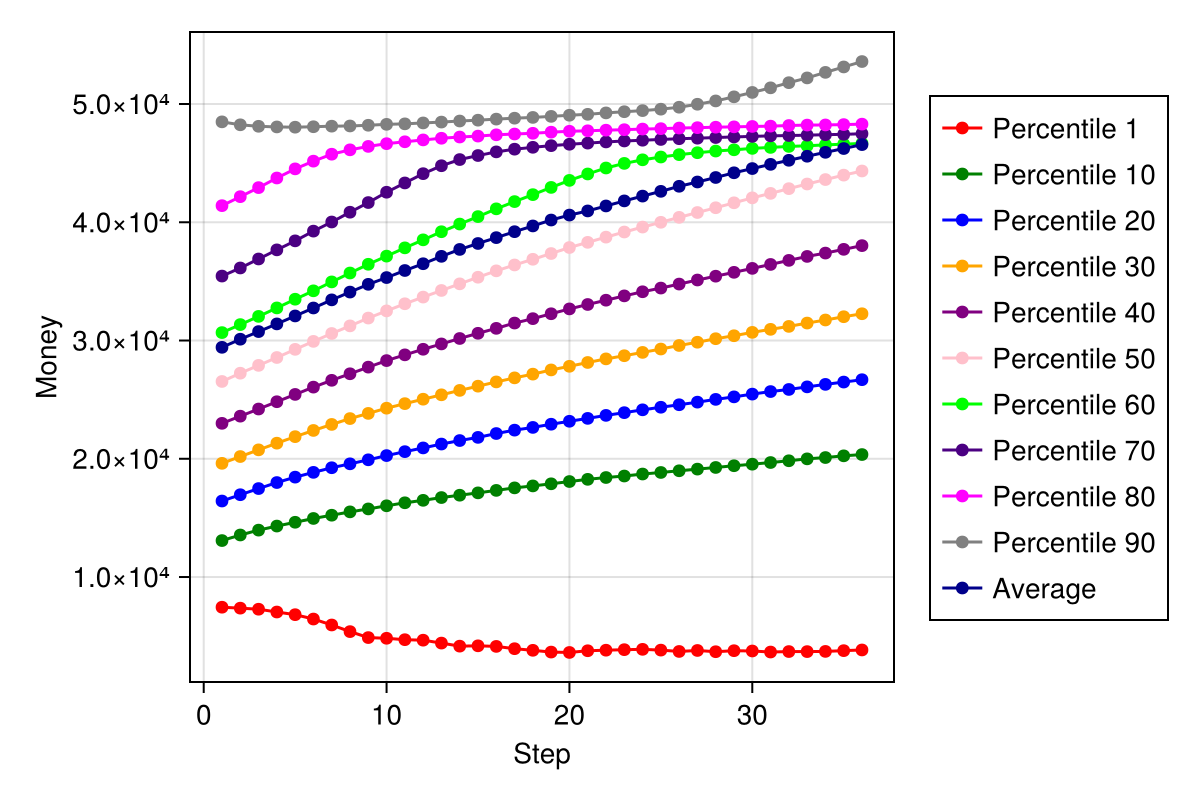 5.0×10⁴
4.0×10⁴
3.0×10⁴
2.0×10⁴
1.0×10⁴
Money
0 10 20 30
Step
Percentile 1
Percentile 10
Percentile 20
Percentile 30
Percentile 40
Percentile 50
Percentile 60
Percentile 70
Percentile 80
Percentile 90
Average